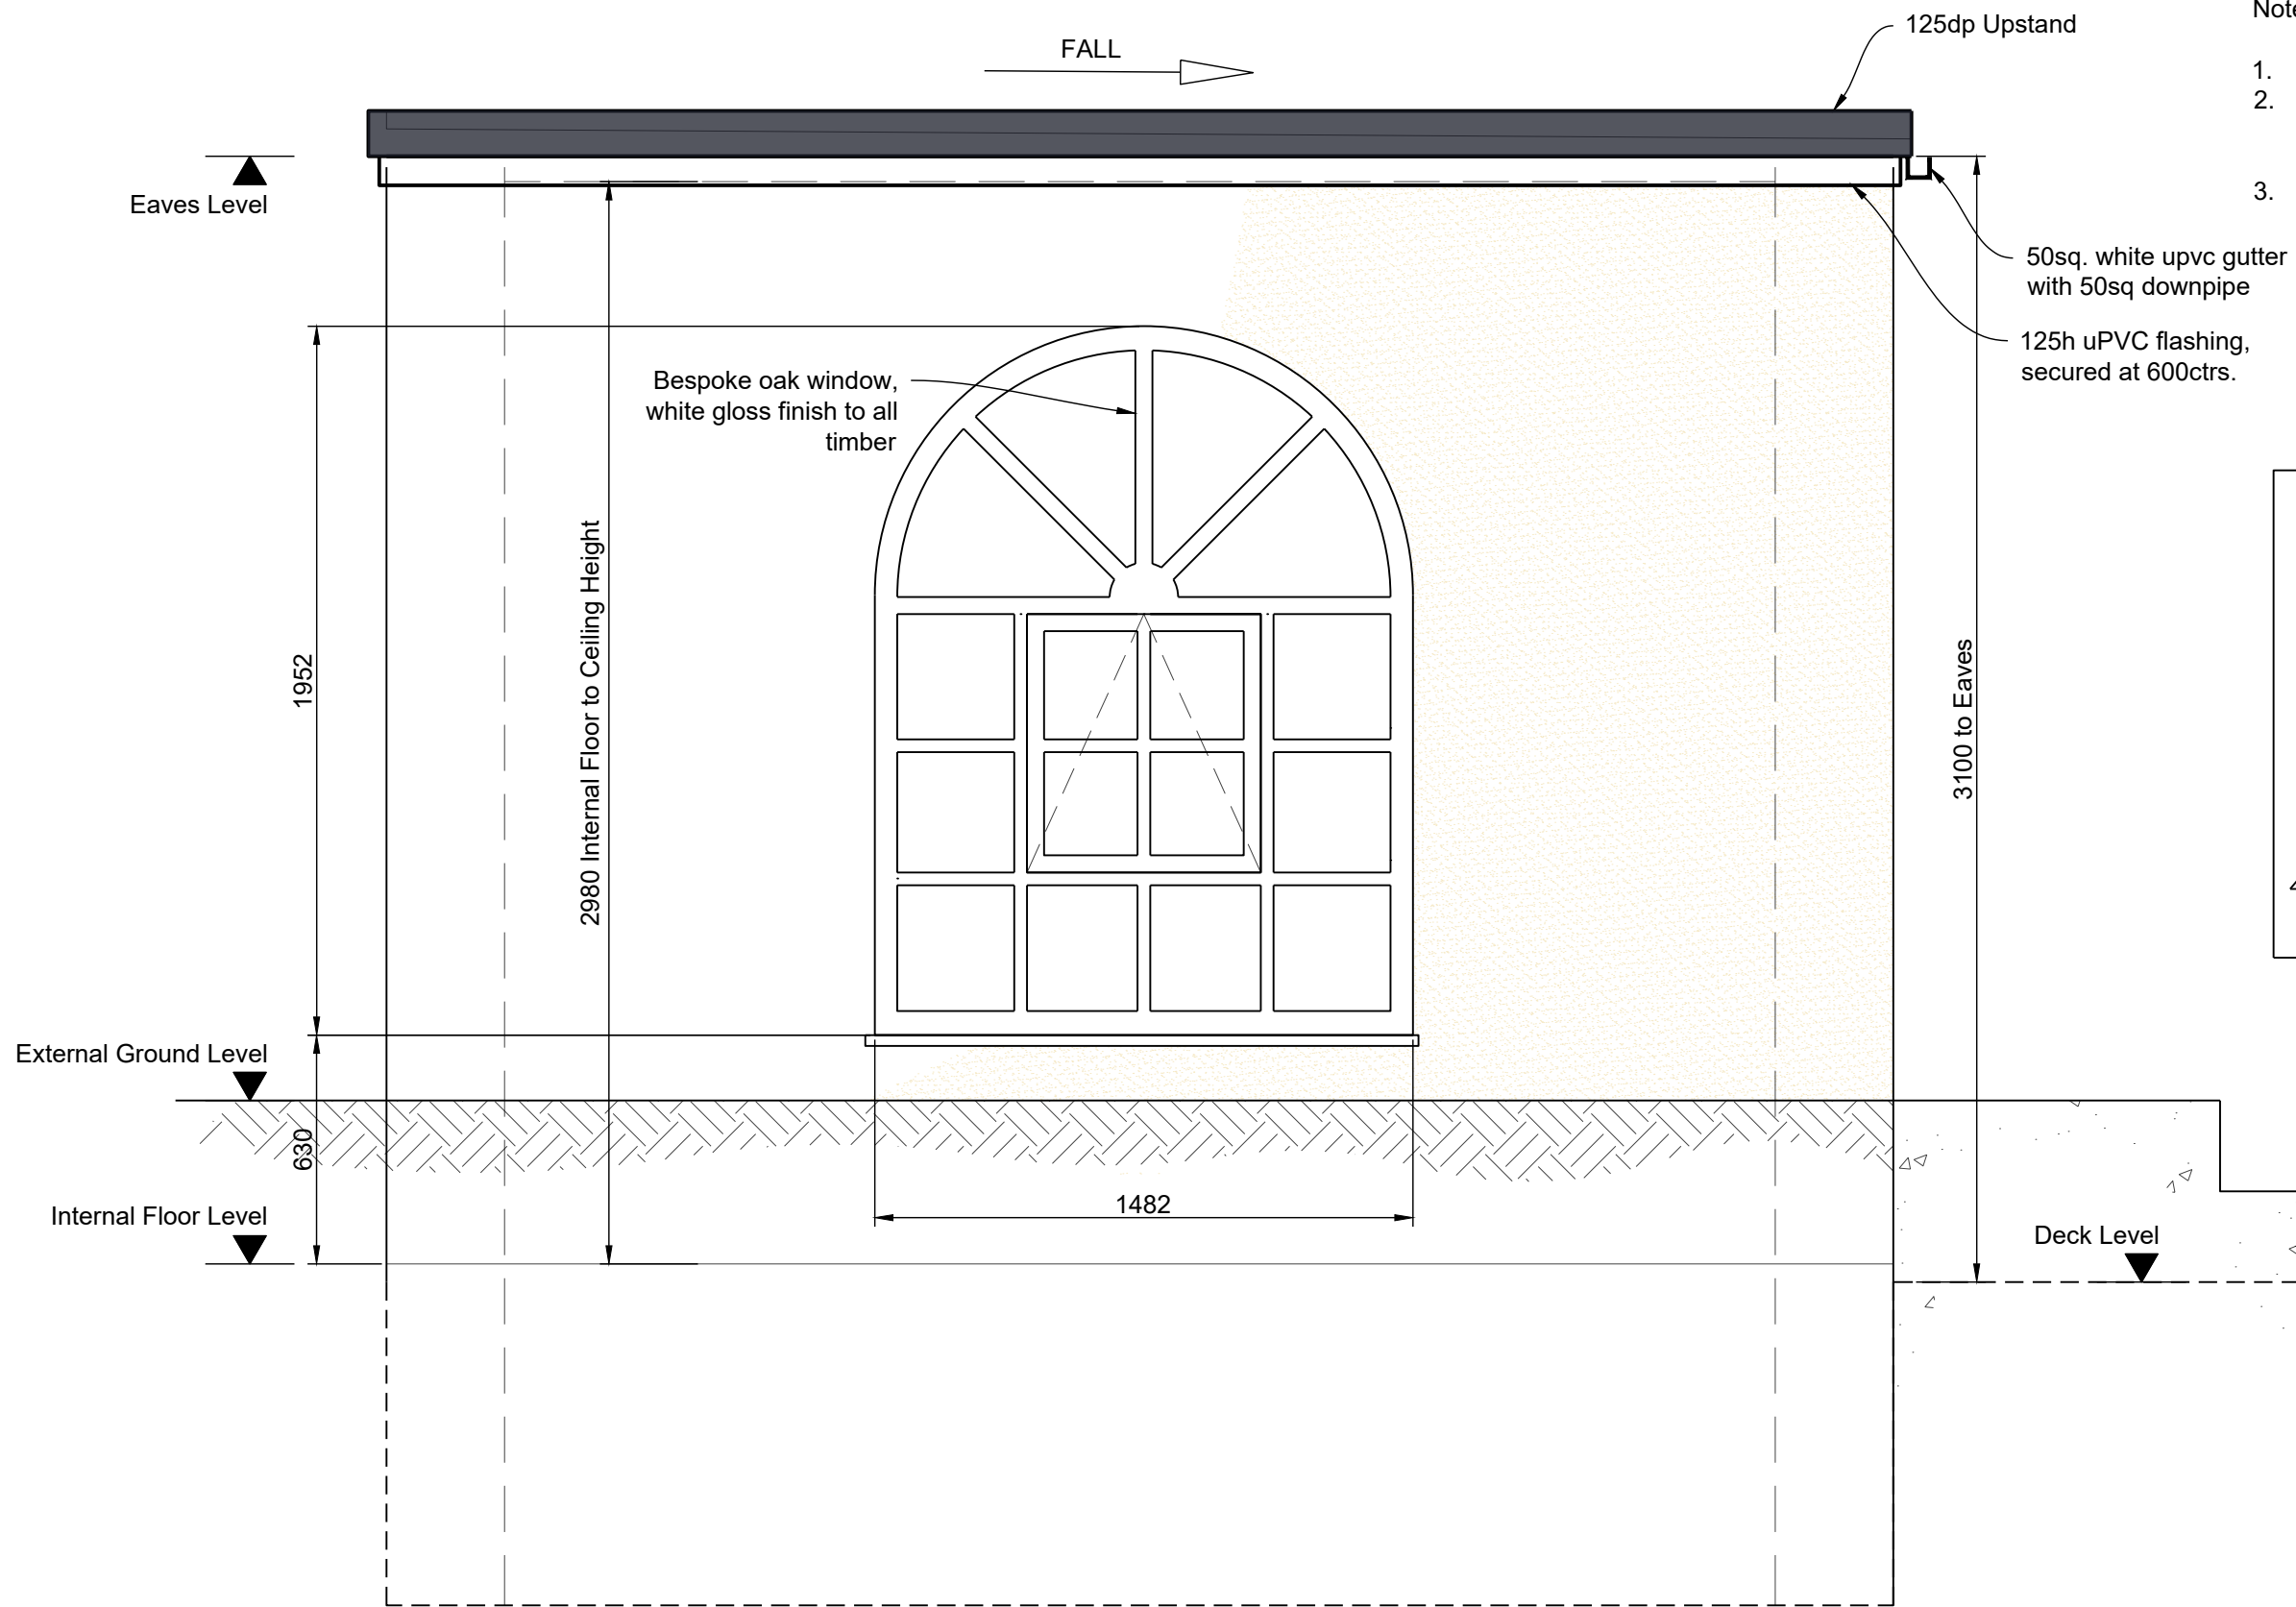 FALL
125dp Upstand
1.
2.
3.
Eaves Level
50sq. white upvc gutter
with 50sq downpipe
125h uPVC flashing,
secured at 600ctrs.
Bespoke oak window,
white gloss finish to all
timber
1952
2980 Internal Floor to Ceiling Height
3100 to Eaves
External Ground Level
630
1482
Internal Floor Level
Deck Level